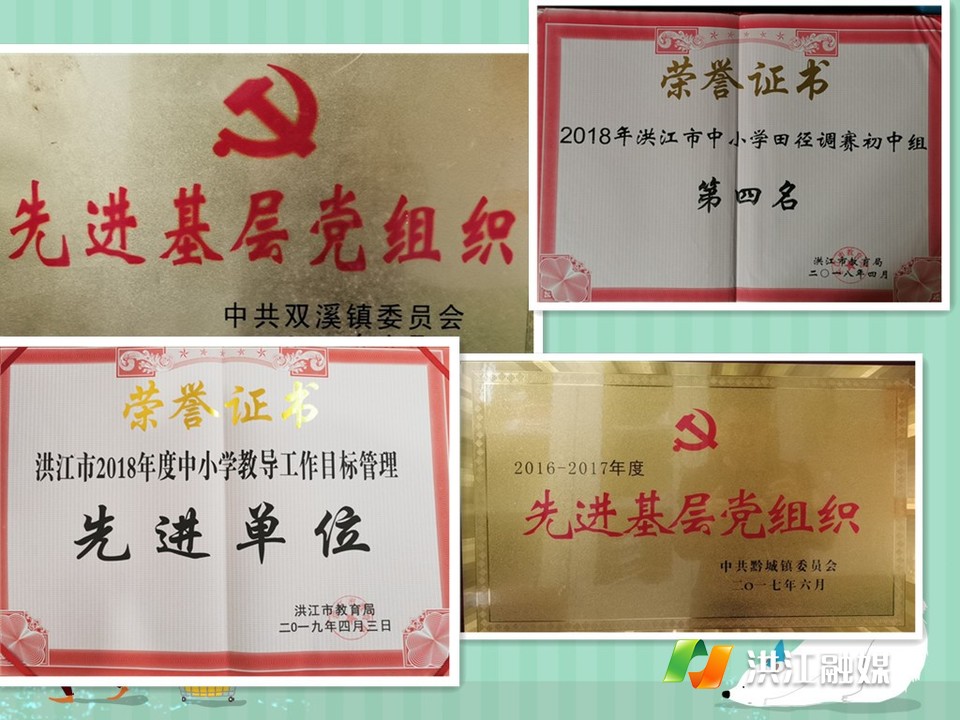 先进基层党组织
中共双溪镇委员会
荣誉证书
2018年洪江市中小学田径调赛初中组
第四名
洪江市教育局
二〇一八年四月
荣誉证书
洪江市2018年度中小学教导工作目标管理
先进单位
洪江市教育局
二〇一九年四月三日
2016-2017年度
先进基层党组织
中共黔城镇委员会
二〇一七年六月
洪江融媒